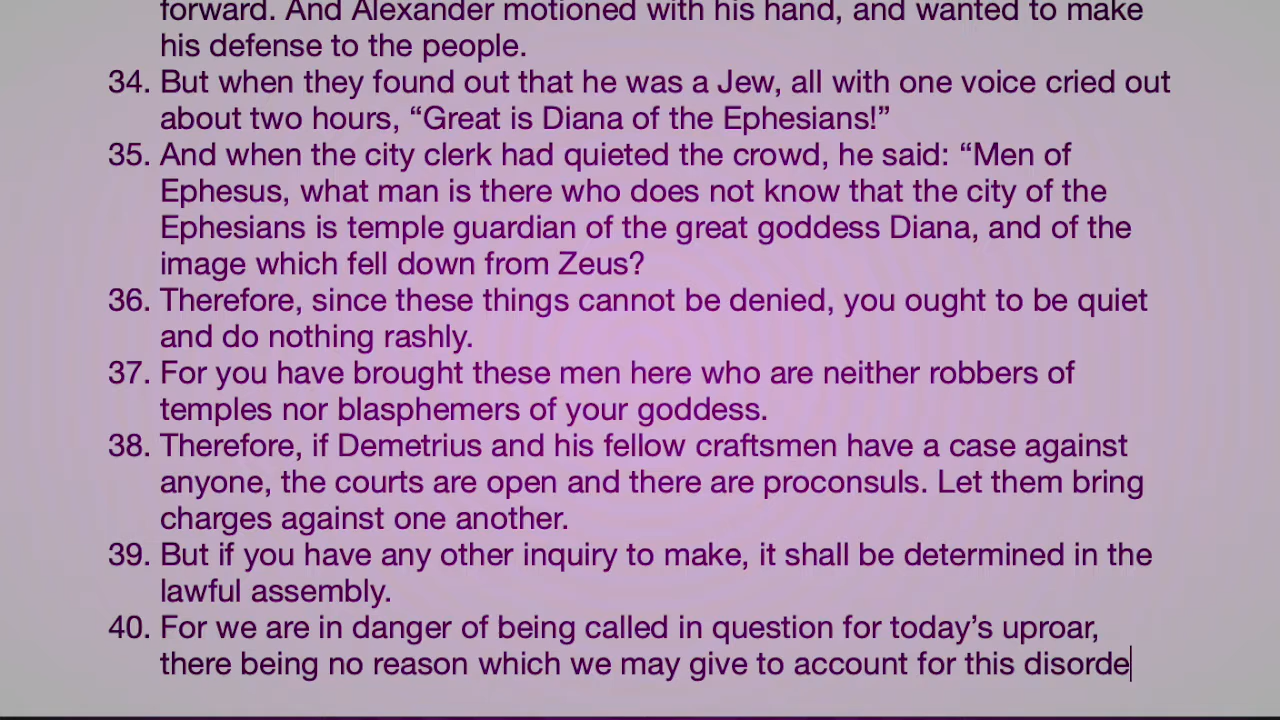 forward. And Alexander motioned with his hand, and wanted to make
his defense to the people.
34. But when they found out that he was a Jew, all with one voice cried out
about two hours, “Great is Diana of the Ephesians!”
35. And when the city clerk had quieted the crowd, he said: “Men of
Ephesus, what man is there who does not know that the city of the
Ephesians is temple guardian of the great goddess Diana, and of the
image which fell down from Zeus?
36. Therefore, since these things cannot be denied, you ought to be quiet
and do nothing rashly.
37. For you have brought these men here who are neither robbers of
temples nor blasphemers of your goddess.
38. Therefore, if Demetrius and his fellow craftsmen have a case against
anyone, the courts are open and there are proconsuls. Let them bring
charges against one another.
39. But if you have any other inquiry to make, it shall be determined in the
lawful assembly.
40. For we are in danger of being called in question for today’s uproar,
there being no reason which we may give to account for this disorde